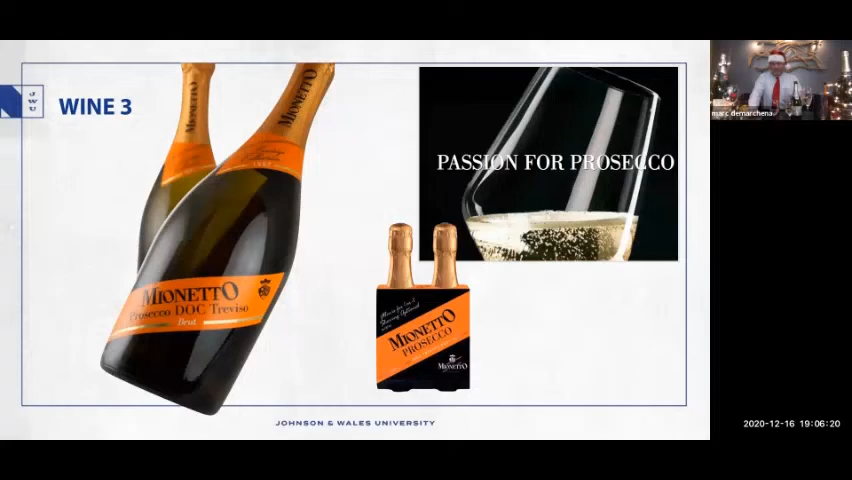 J
W
U
WINE 3
MIONETTO
MIONETTO
PASSION FOR PROSECCO
marc demarchena
MIONETTO
Prosecco DOC Treviso
Brut
MIONETTO
PROSECCO
MIONETTO
JOHNSON & WALES UNIVERSITY
2020-12-16 19:06:20